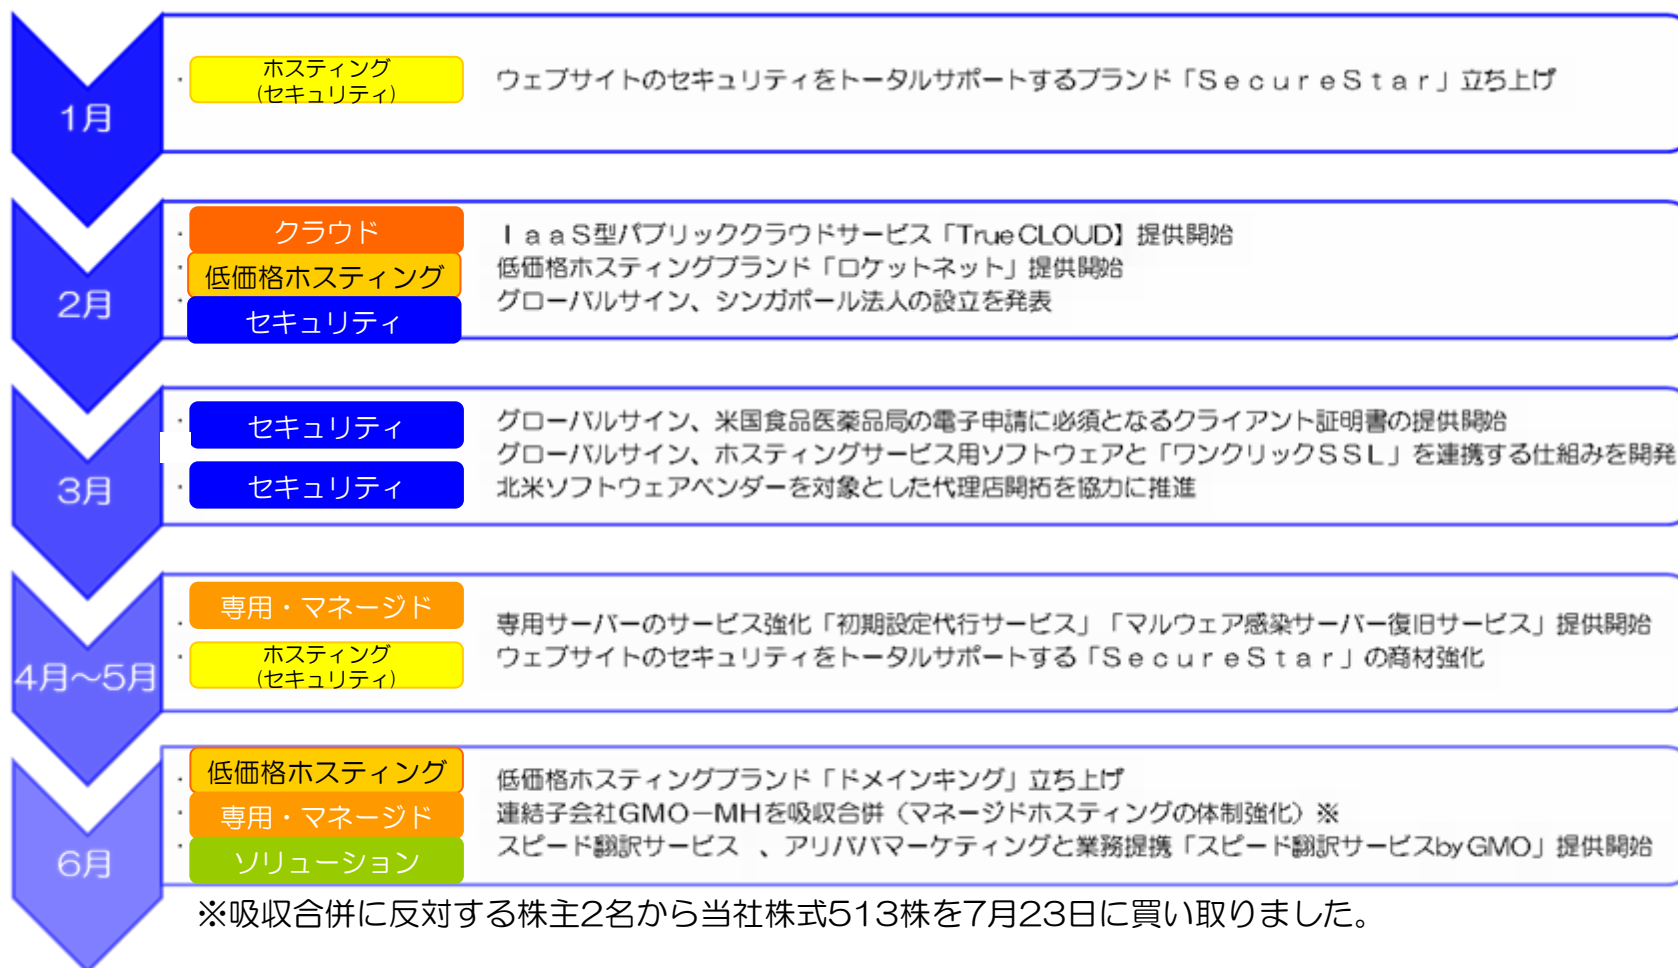 1月
ホスティング
(セキュリティ)
ウェブサイトのセキュリティをトータルサポートするブランド「SecureStar」立ち上げ
2月
クラウド
IaaS型パブリッククラウドサービス「TrueCLOUD】提供開始
低価格ホスティング
低価格ホスティングブランド「ロケットネット」提供開始
セキュリティ
グローバルサイン、シンガポール法人の設立を発表
3月
セキュリティ
グローバルサイン、米国食品医薬品局の電子申請に必須となるクライアント証明書の提供開始
グローバルサイン、ホスティングサービス用ソフトウェアと「ワンクリックSSL」を連携する仕組みを開発
セキュリティ
北米ソフトウェアベンダーを対象とした代理店開拓を協力に推進
4月～5月
専用・マネージド
専用サーバーのサービス強化「初期設定代行サービス」「マルウェア感染サーバー復旧サービス」提供開始
ホスティング
(セキュリティ)
ウェブサイトのセキュリティをトータルサポートする「SecureStar」の商材強化
6月
低価格ホスティング
低価格ホスティングブランド「ドメインキング」立ち上げ
専用・マネージド
連結子会社GMO－MHを吸収合併（マネージドホスティングの体制強化）※
ソリューション
スピード翻訳サービス 、アリババマーケティングと業務提携「スピード翻訳サービスbyGMO」提供開始
※吸収合併に反対する株主2名から当社株式513株を7月23日に買い取りました。